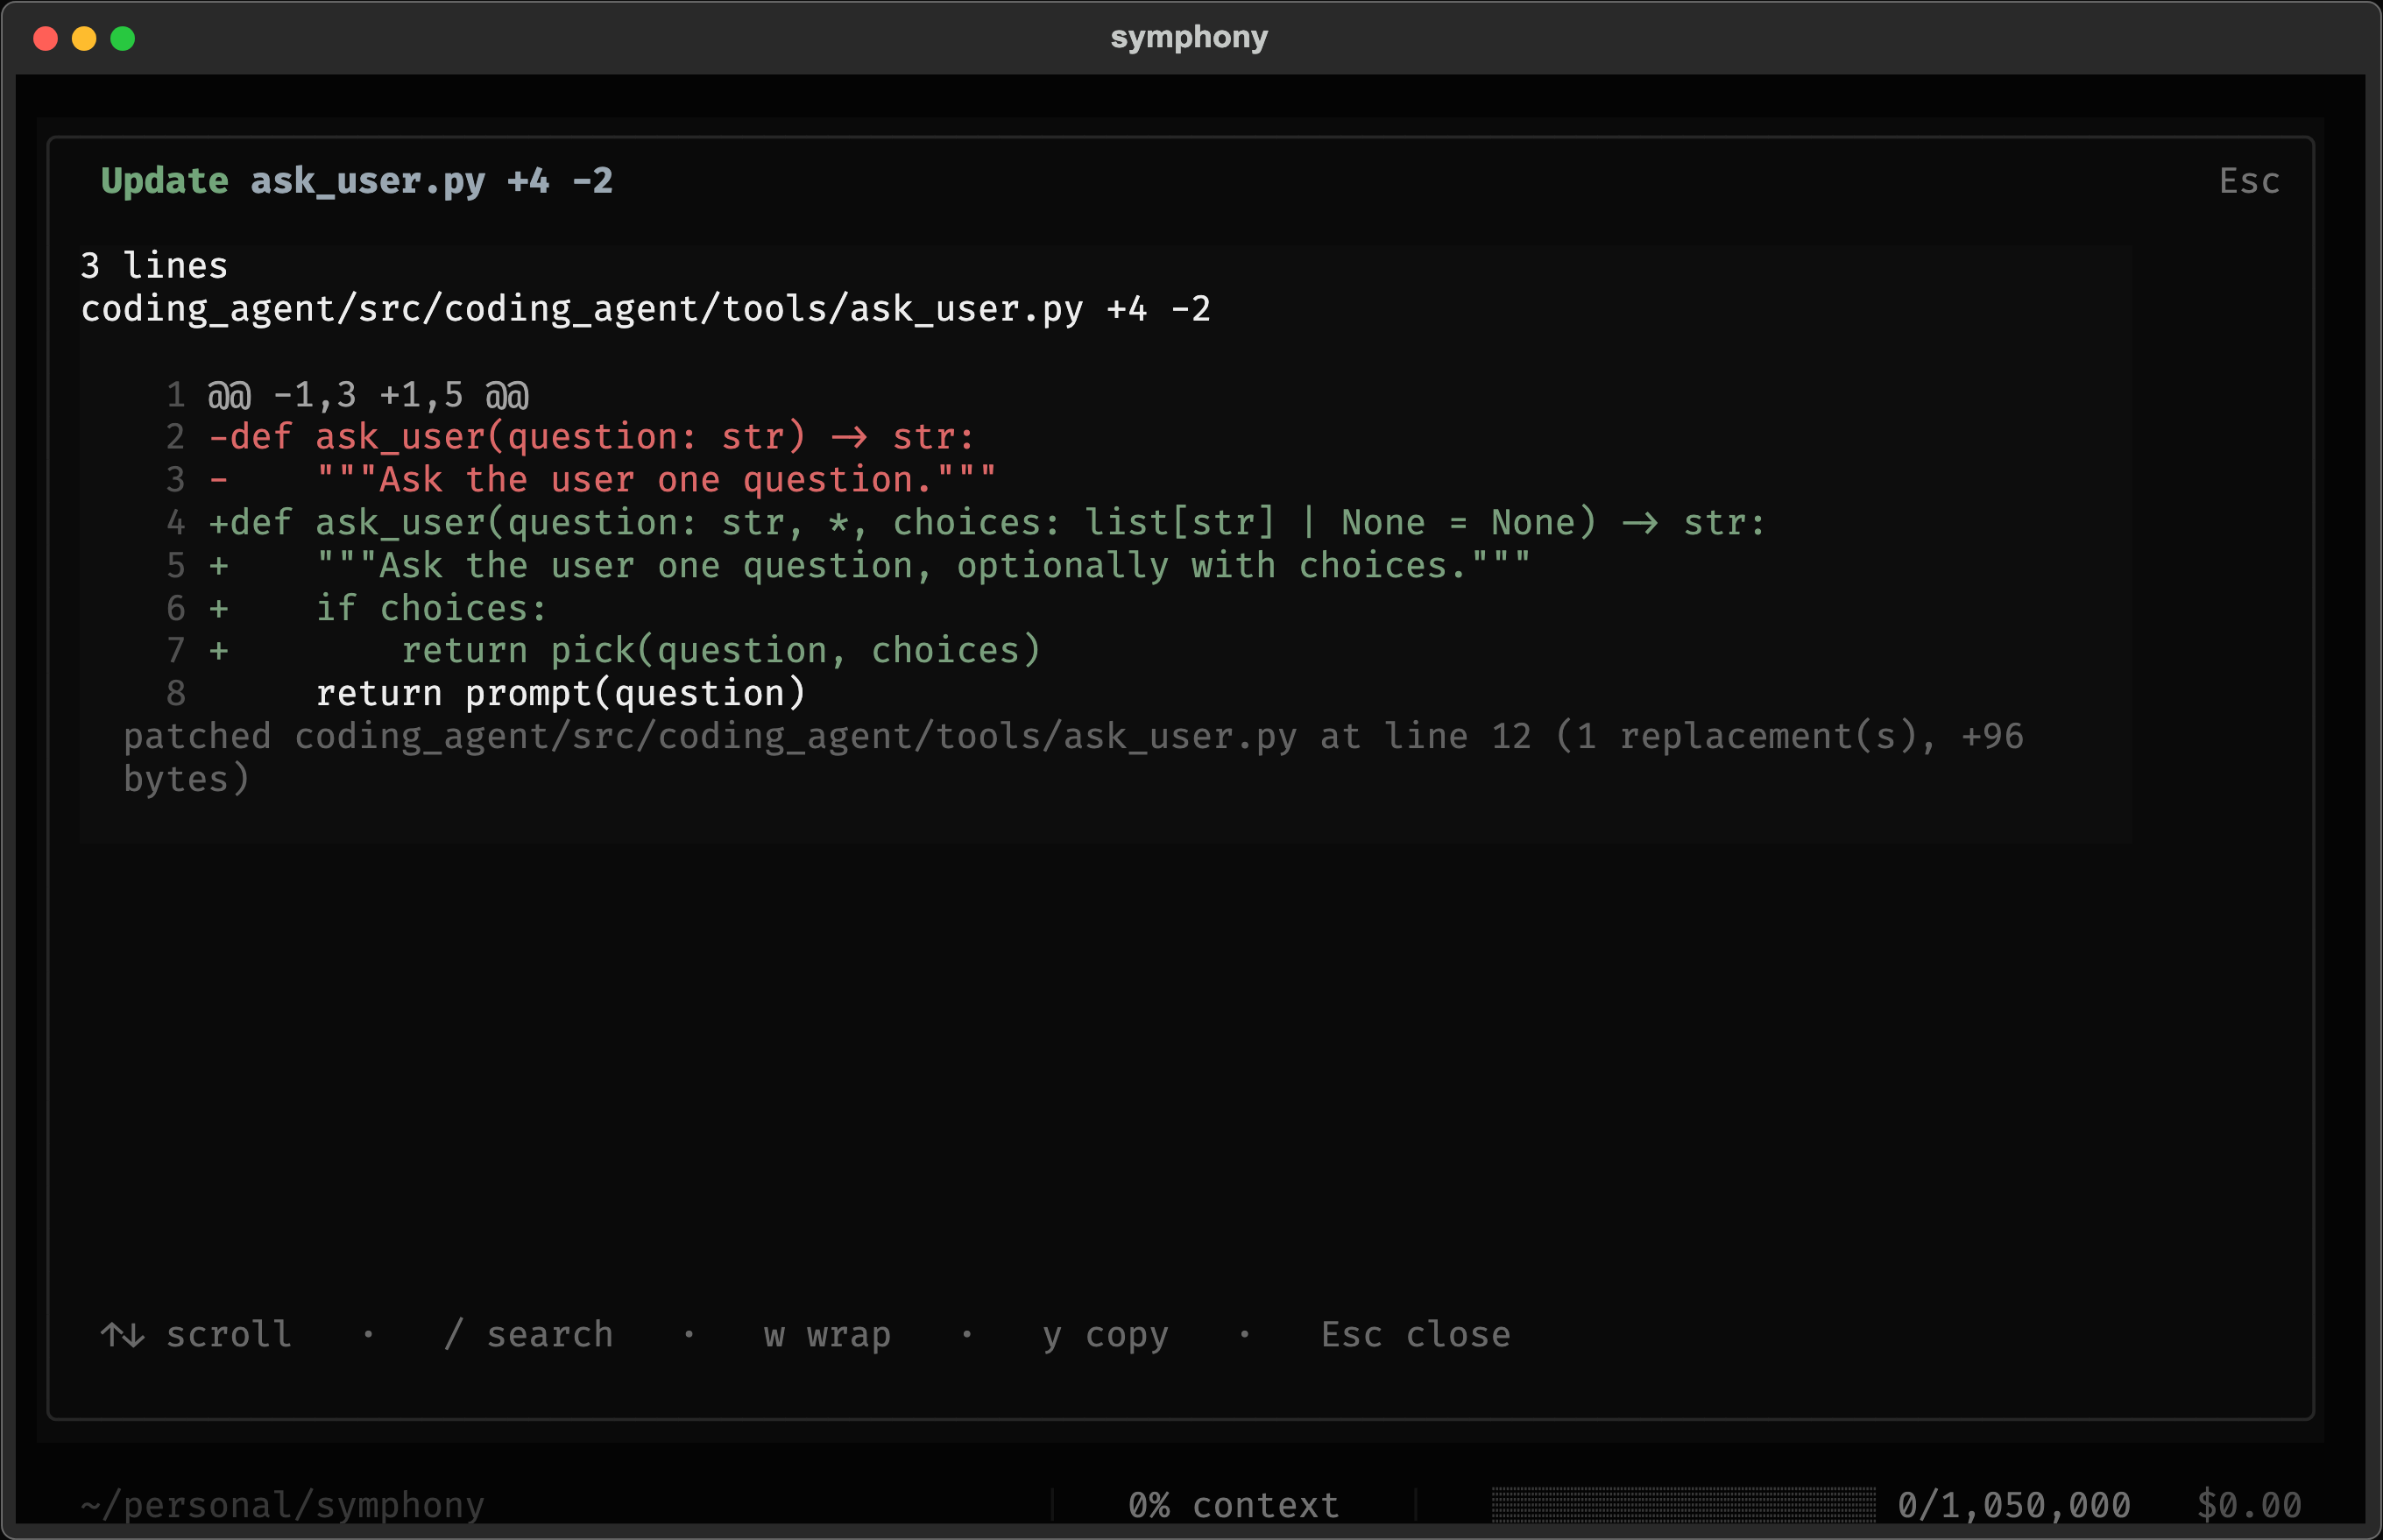 symphony
Update ask_user.py +4 -2 Esc
3 lines
coding_agent/src/coding_agent/tools/ask_user.py +4 -2
1 @@ -1,3 +1,5 @@
2 -def ask_user(question: str) -> str:
3 -    """Ask the user one question."""
4 +def ask_user(question: str, *, choices: list[str] | None = None) -> str:
5 +    """Ask the user one question, optionally with choices."""
6 +    if choices:
7 +        return pick(question, choices)
8      return prompt(question)
patched coding_agent/src/coding_agent/tools/ask_user.py at line 12 (1 replacement(s), +96
bytes)
↑↓ scroll · / search · w wrap · y copy · Esc close
~/personal/symphony | 0% context | 0/1,050,000 $0.00